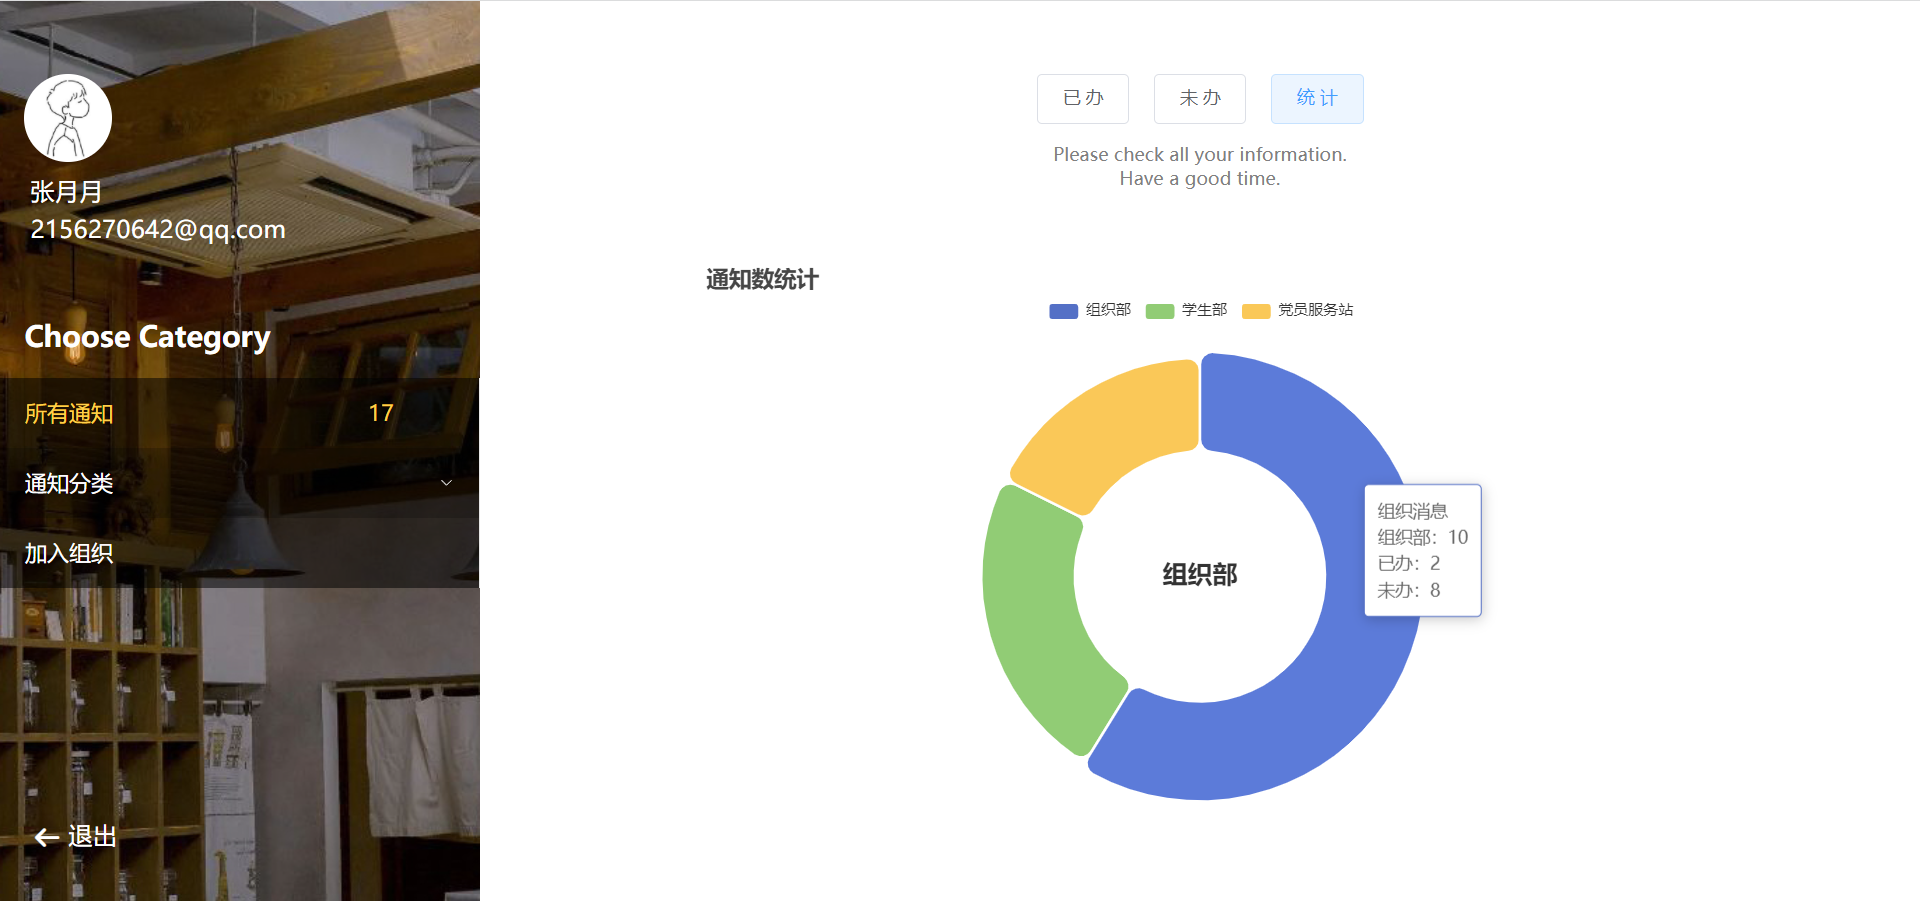 张月月
2156270642@qq.com
Choose Category
所有通知 17
通知分类
加入组织
退出
已办 未办 统计
Please check all your information.
Have a good time.
通知数统计
组织部 学生部 党员服务站
组织部
组织消息
组织部：10
已办：2
未办：8